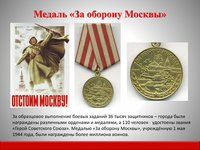 Медаль «За оборону Москвы»
ОТСТОИМ МОСКВУ!
За образцовое выполнение боевых заданий 36 тысяч защитников – города были
награждены различными орденами и медалями, а 110 человек - удостоены звания
«Герой Советского Союза». Медалью «За оборону Москвы», учреждённую 1 мая
1944 года, были награждены более миллиона воинов.